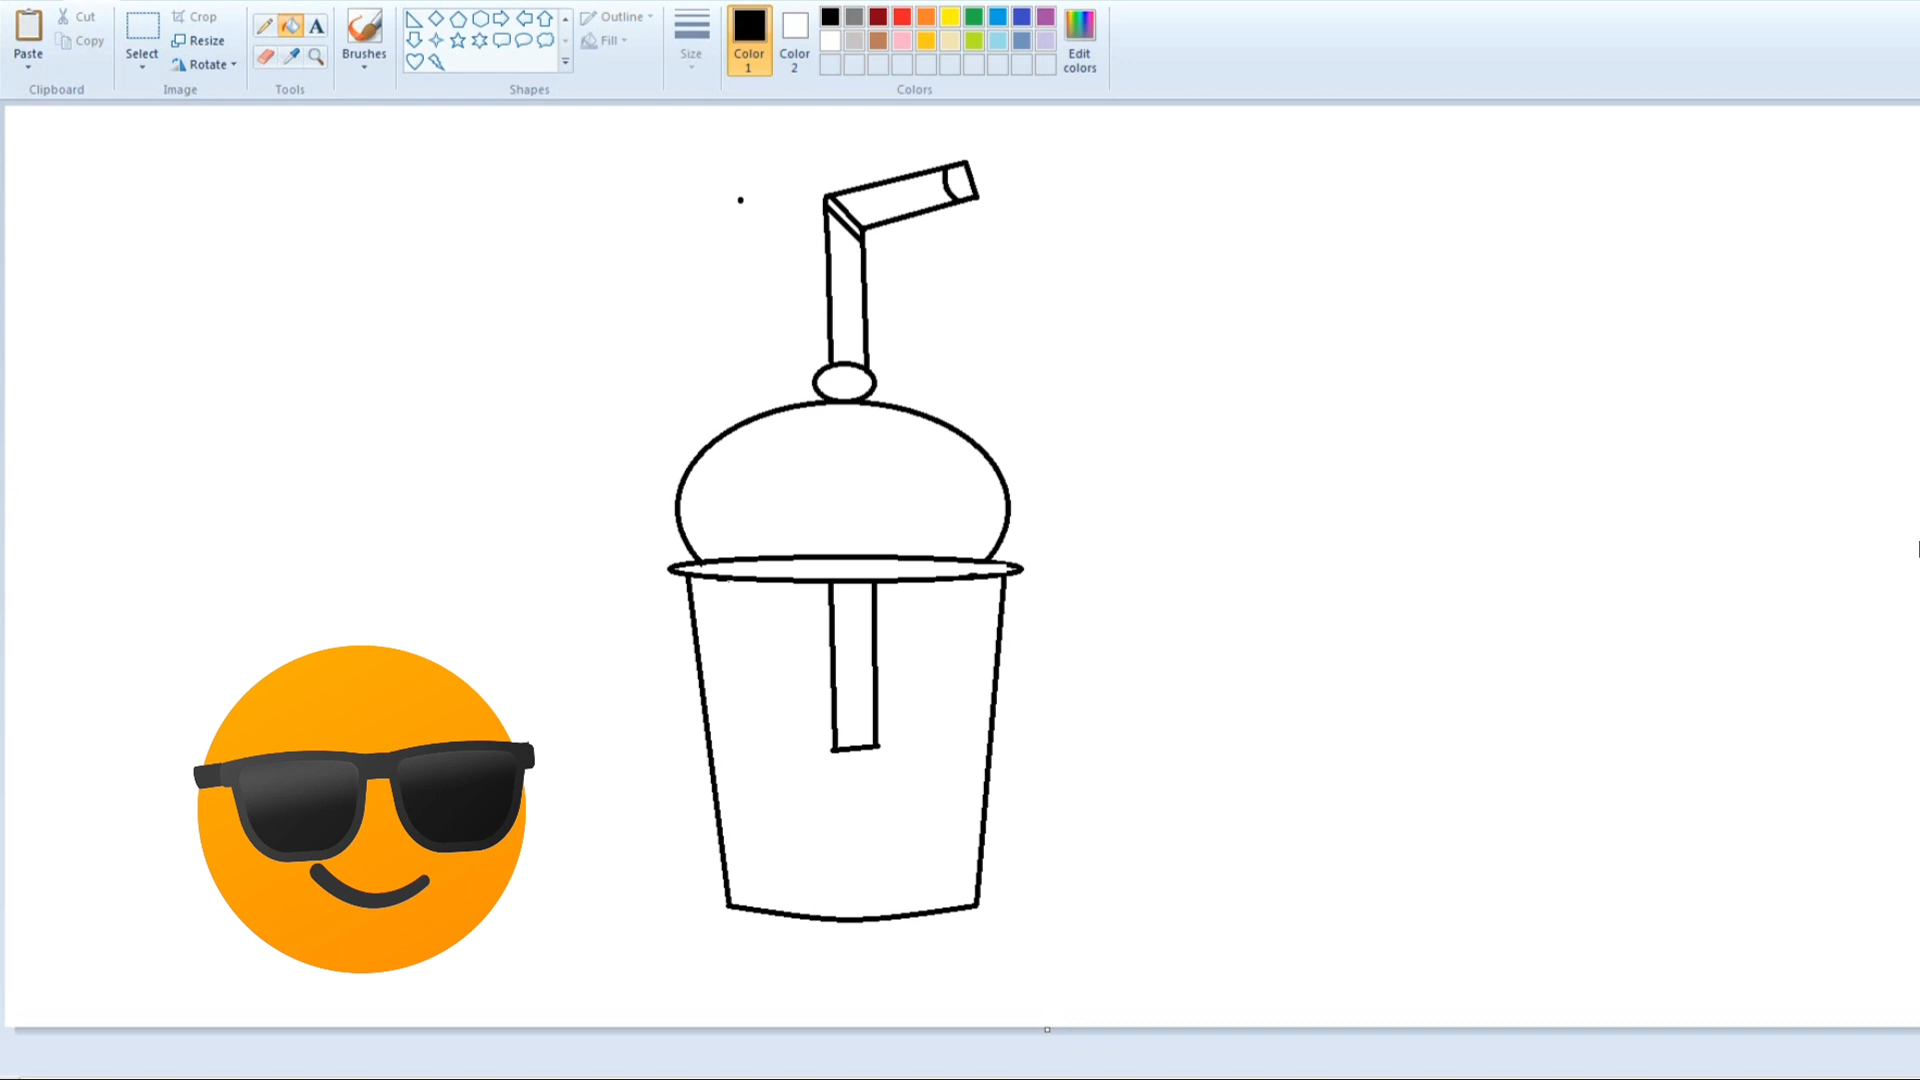 Paste
Cut
Copy
Clipboard
Select
Crop
Resize
Rotate
Image
A
Tools
Brushes
Shapes
Outline
Fill
Size
Color 1
Color 2
Edit colors
Colors